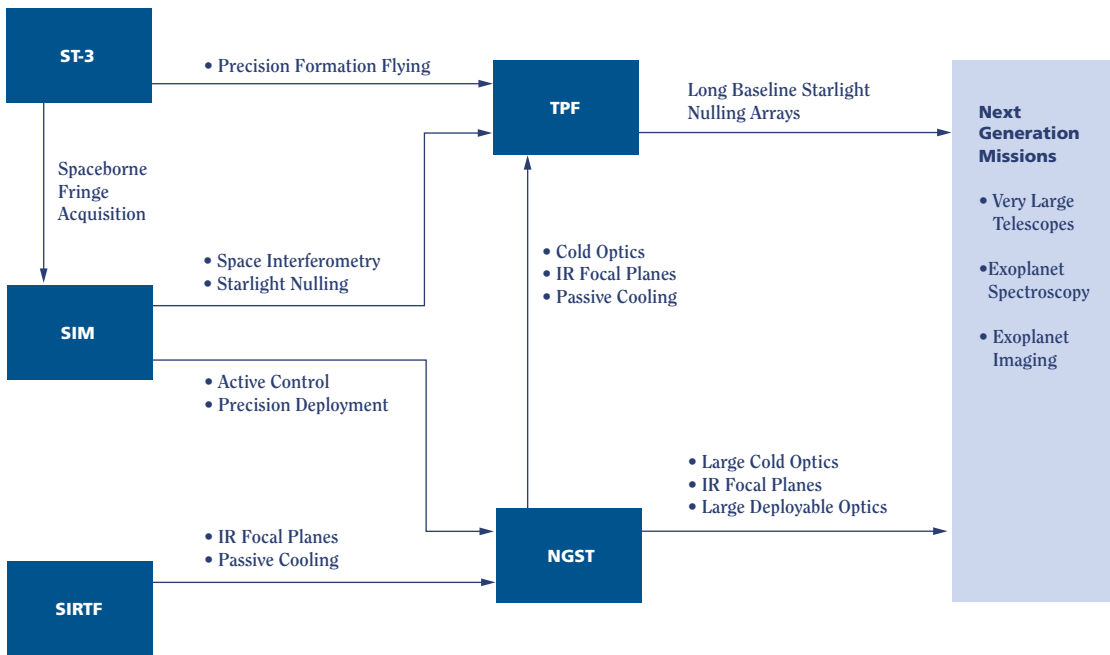 ST-3
• Precision Formation Flying
TPF
Long Baseline Starlight
Nulling Arrays
Next
Generation
Missions
• Very Large
Telescopes
•Exoplanet
Spectroscopy
• Exoplanet
Imaging
Spaceborne
Fringe
Acquisition
• Space Interferometry
• Starlight Nulling
• Cold Optics
• IR Focal Planes
• Passive Cooling
SIM
• Active Control
• Precision Deployment
• Large Cold Optics
• IR Focal Planes
• Large Deployable Optics
• IR Focal Planes
• Passive Cooling
NGST
SIRTF